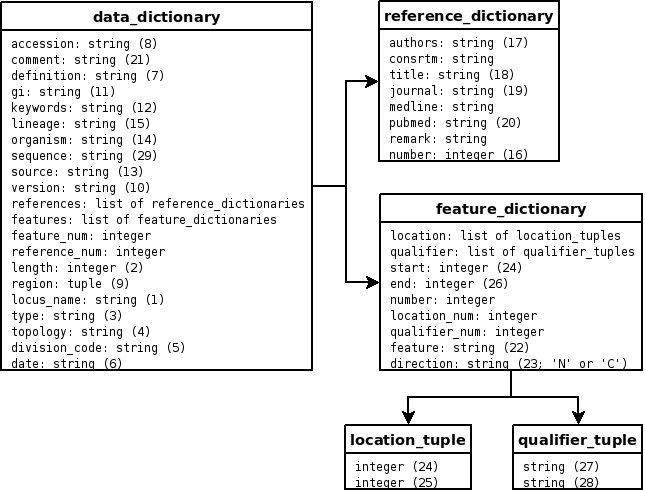 data_dictionary
accession: string (8)
comment: string (21)
definition: string (7)
gi: string (11)
keywords: string (12)
lineage: string (15)
organism: string (14)
sequence: string (29)
source: string (13)
version: string (10)
references: list of reference_dictionaries
features: list of feature_dictionaries
feature_num: integer
reference_num: integer
length: integer (2)
region: tuple (9)
locus_name: string (1)
type: string (3)
topology: string (4)
division_code: string (5)
date: string (6)
reference_dictionary
authors: string (17)
consrtm: string
title: string (18)
journal: string (19)
medline: string
pubmed: string (20)
remark: string
number: integer (16)
feature_dictionary
location: list of location_tuples
qualifier: list of qualifier_tuples
start: integer (24)
end: integer (26)
number: integer
location_num: integer
qualifier_num: integer
feature: string (22)
direction: string (23; 'N' or 'C')
location_tuple
integer (24)
integer (25)
qualifier_tuple
string (27)
string (28)